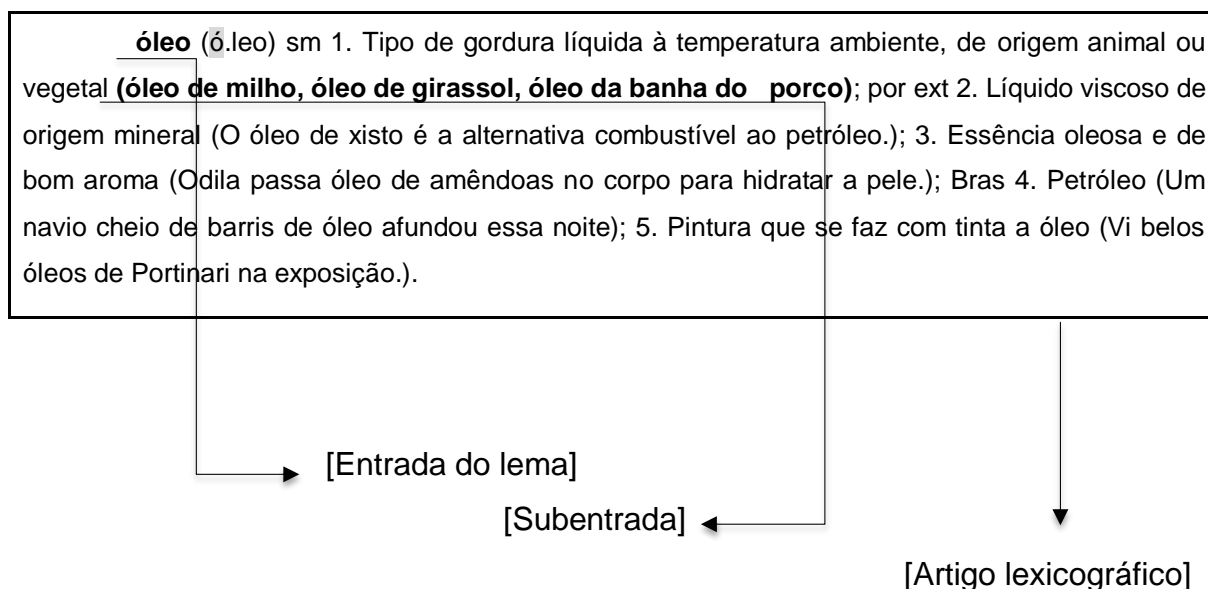 óleo (ó.leo) sm 1. Tipo de gordura líquida à temperatura ambiente, de origem animal ou
vegetal (óleo de milho, óleo de girassol, óleo da banha do porco); por ext 2. Líquido viscoso de
origem mineral (O óleo de xisto é a alternativa combustível ao petróleo.); 3. Essência oleosa e de
bom aroma (Odila passa óleo de amêndoas no corpo para hidratar a pele.); Bras 4. Petróleo (Um
navio cheio de barris de óleo afundou essa noite); 5. Pintura que se faz com tinta a óleo (Vi belos
óleos de Portinari na exposição.).
[Entrada do lema]
[Subentrada]
[Artigo lexicográfico]